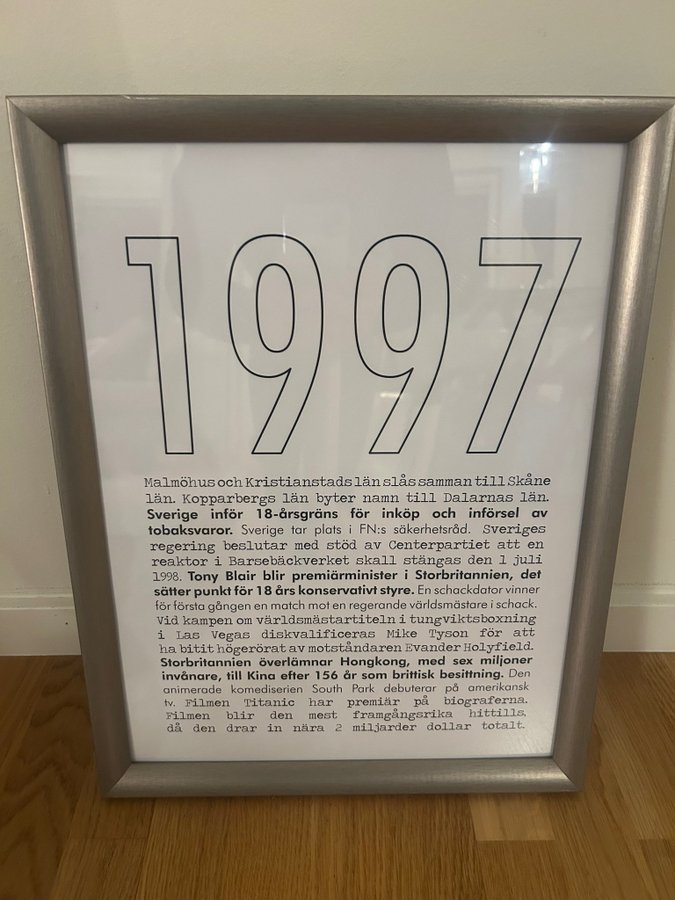 1997
Malmöhus och Kristianstads län slås samman till Skåne
län. Kopparbergs län byter namn till Dalarnas län.
Sverige inför 18-årsgräns för inköp och införsel av
tobaksvaror. Sverige tar plats i FN:s säkerhetsråd. Sveriges
regering beslutar med stöd av Centerpartiet att en
reaktor i Barsebäckverket skall stängas den 1 juli
1998. Tony Blair blir premiärminister i Storbritannien, det
sätter punkt för 18 års konservativt styre. En schackdator vinner
för första gången en match mot en regerande världsmästare i schack.
Vid kampen om världsmästartiteln i tungviktsboxning
i Las Vegas diskvalificeras Mike Tyson för att
ha bitit högerörat av motståndaren Evander Holyfield.
Storbritannien överlämnar Hongkong, med sex miljoner
invånare, till Kina efter 156 år som brittisk besittning. Den
animerade komediserien South Park debuterar på amerikansk
tv. Filmen Titanic har premiär på biograferna.
Filmen blir den mest framgångsrika hittills,
då den drar in nära 2 miljarder dollar totalt.